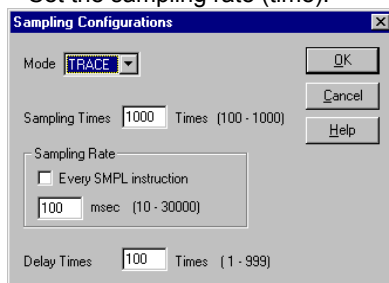 Set the sampling rate (time).
Sampling Configurations
Mode TRACE
OK
Sampling Times 1000 Times (100 - 1000)
Cancel
Help
Sampling Rate
Every SMPL instruction
100 msec (10 - 30000)
Delay Times 100 Times ( 1 - 999)